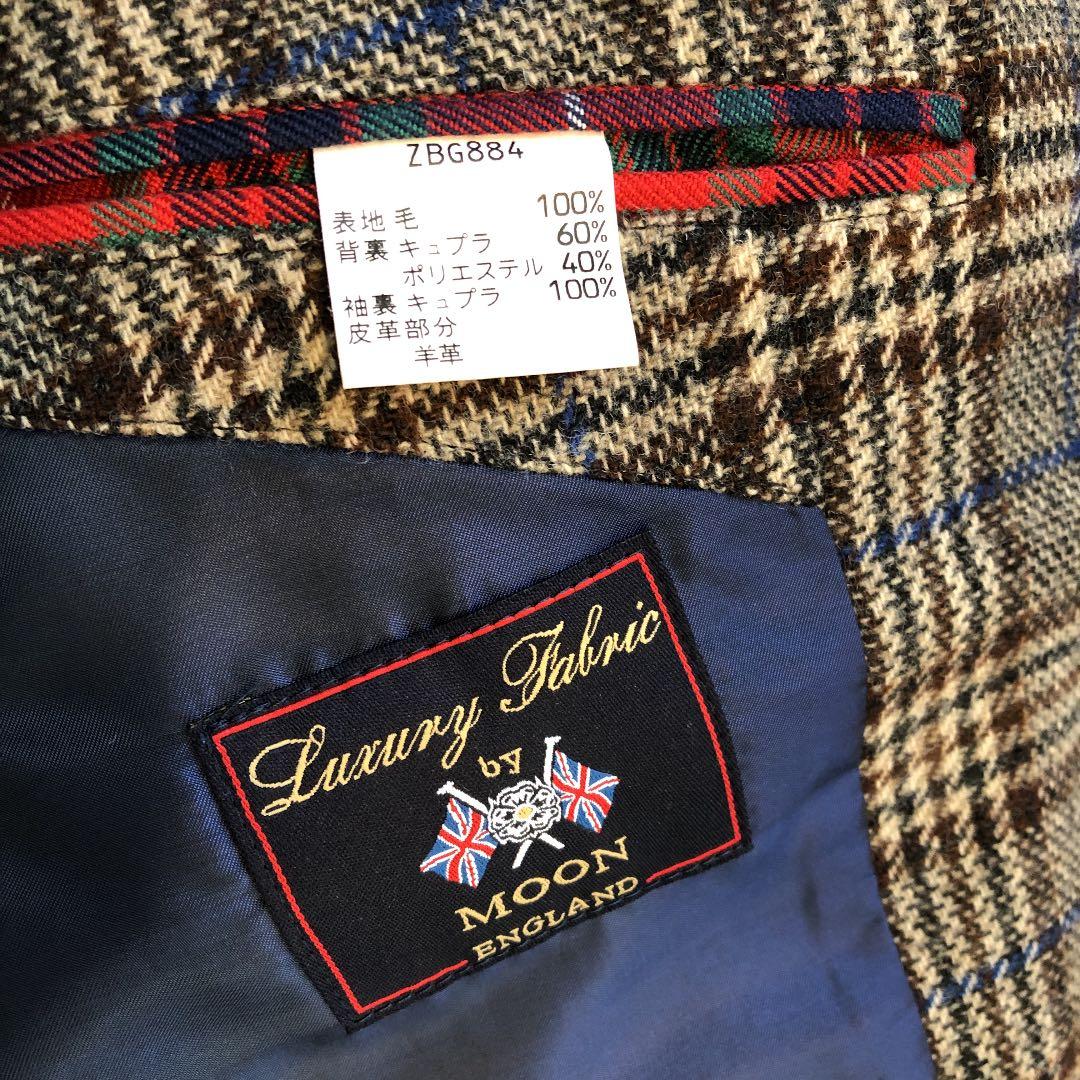 ZBG884
表地 毛 100%
背裏 キュプラ 60%
ポリエステル 40%
袖裏 キュプラ 100%
皮革部分
羊革
Luxury Fabric
by
MOON
ENGLAND